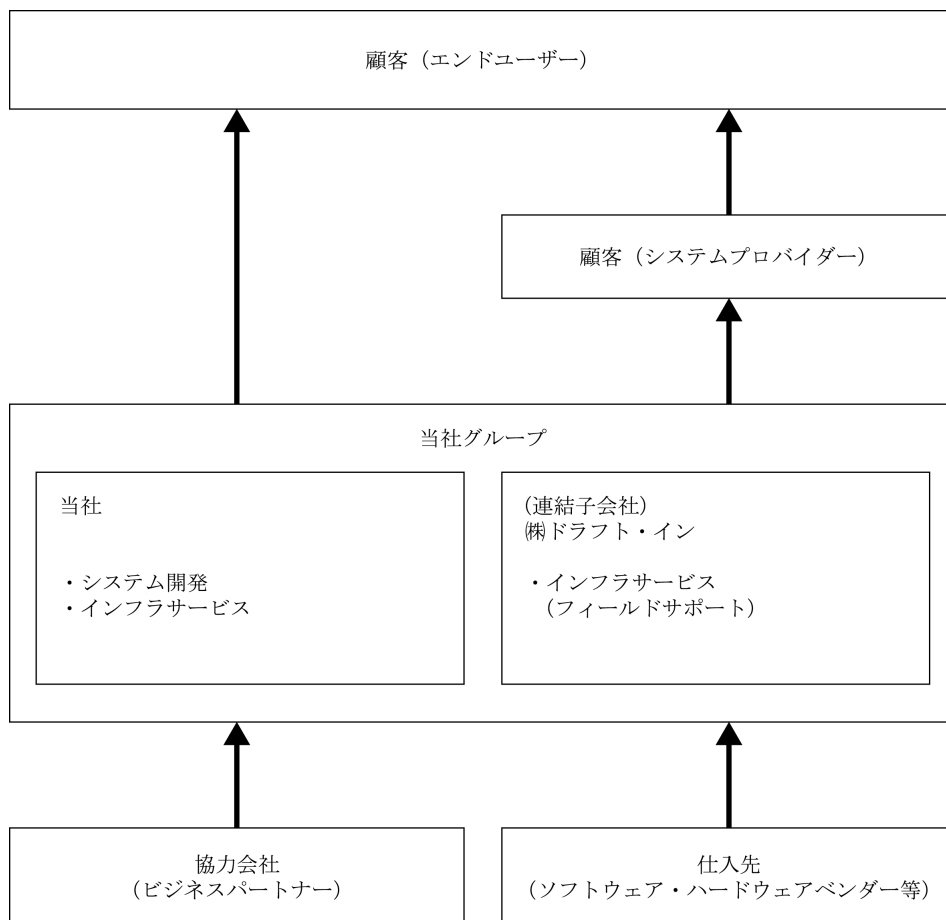 顧客（エンドユーザー）
顧客（システムプロバイダー）
当社グループ
当社
・システム開発
・インフラサービス
（連結子会社）
㈱ドラフト・イン
・インフラサービス
（フィールドサポート）
協力会社
（ビジネスパートナー）
仕入先
（ソフトウェア・ハードウェアベンダー等）